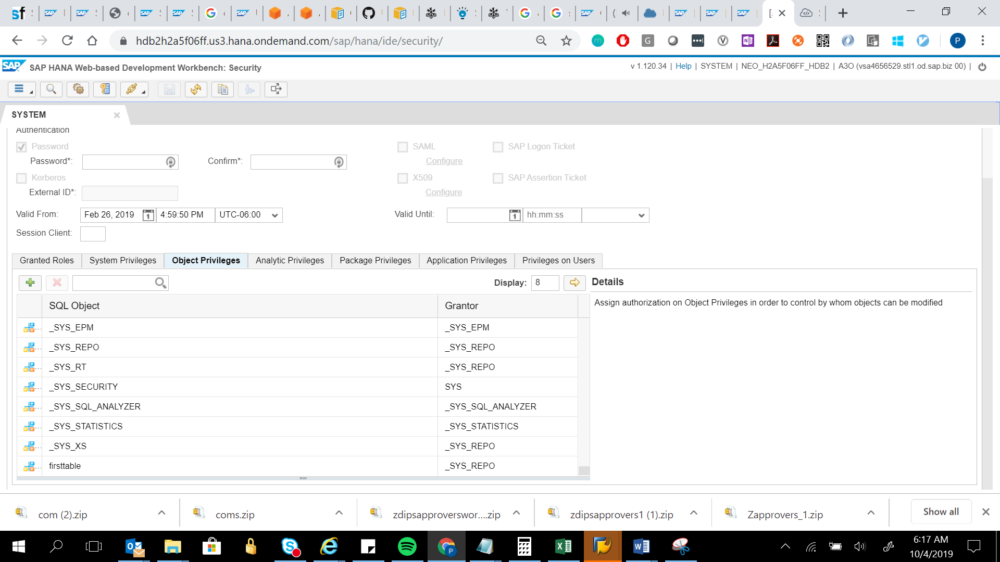 hdb2h2a5f06ff.us3.hana.ondemand.com/sap/hana/ide/security/
P
SAP SAP HANA Web-based Development Workbench: Security
v 1.120.34 | Help | SYSTEM | NEO_H2A5F06FF_HDB2 | A3O (vsa4656529.stl1.od.sap.biz 00) |
SYSTEM
Authentication
Password
SAML
SAP Logon Ticket
Password*:
Confirm*:
Configure
Kerberos
X509
SAP Assertion Ticket
External ID*:
Configure
Valid From: Feb 26, 2019 4:59:50 PM UTC-06:00
Valid Until: hh:mm:ss
Session Client:
Granted Roles System Privileges Object Privileges Analytic Privileges Package Privileges Application Privileges Privileges on Users
Display: 8
Details
Assign authorization on Object Privileges in order to control by whom objects can be modified
SQL Object Grantor
_SYS_EPM _SYS_EPM
_SYS_REPO _SYS_REPO
_SYS_RT _SYS_REPO
_SYS_SECURITY SYS
_SYS_SQL_ANALYZER _SYS_SQL_ANALYZER
_SYS_STATISTICS _SYS_STATISTICS
_SYS_XS _SYS_REPO
firsttable _SYS_REPO
com (2).zip
coms.zip
zdipsapproverswor....zip
zdipsapprovers1 (1).zip
Zapprovers_1.zip
Show all
6:17 AM
10/4/2019